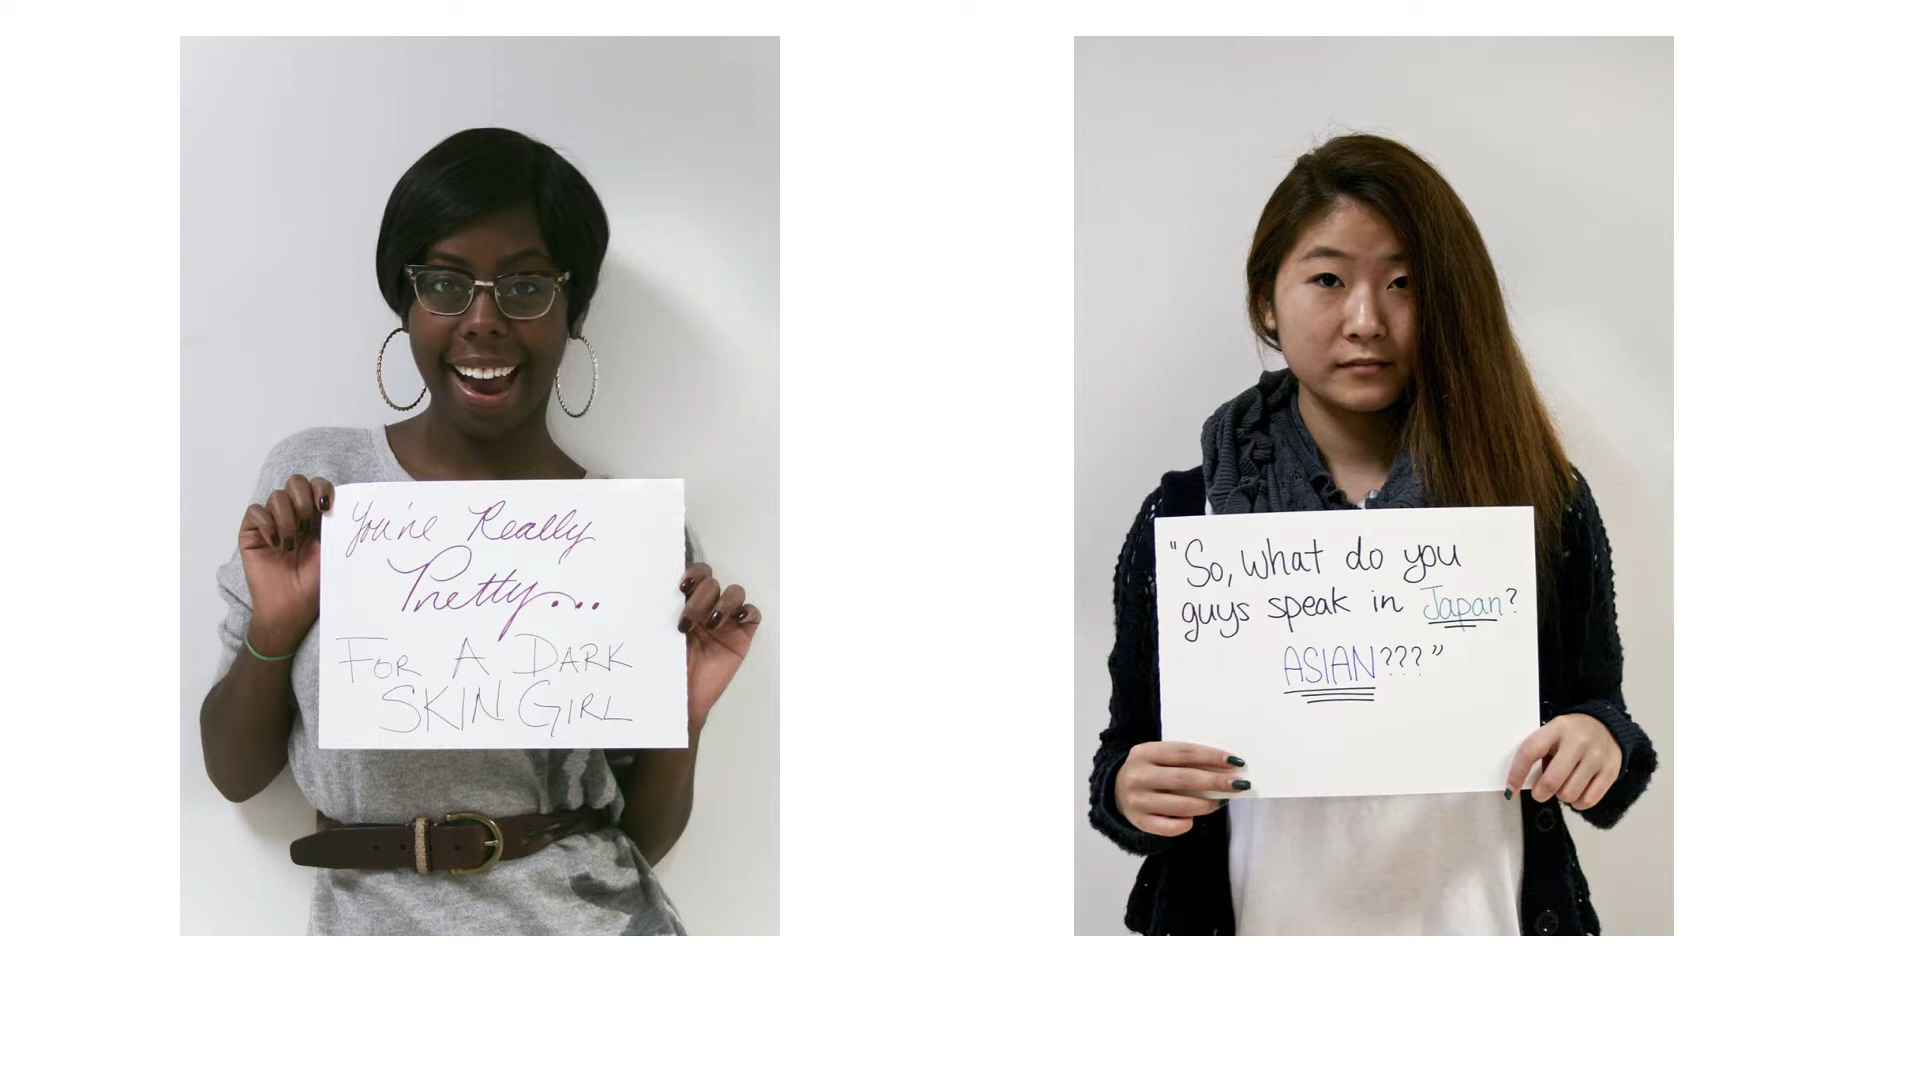 You're Really
Pretty...
FOR A DARK
SKIN GIRL
"So, what do you
guys speak in Japan?
ASIAN???"